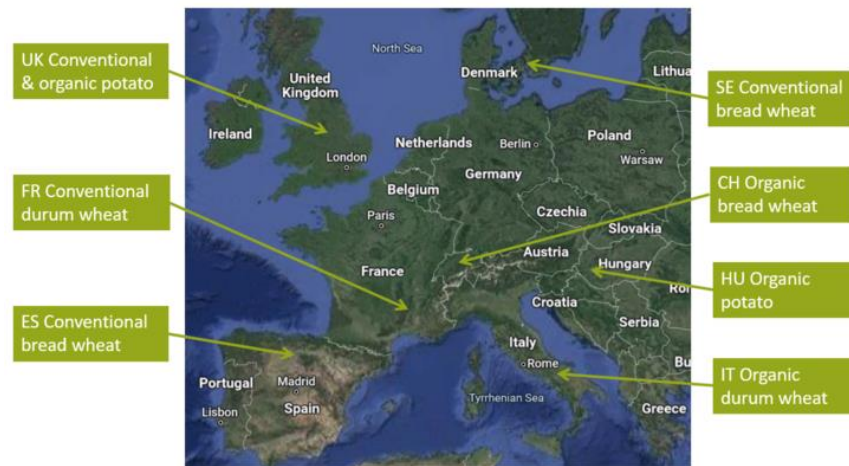 UK Conventional
& organic potato
FR Conventional
durum wheat
ES Conventional
bread wheat
North Sea
Denmark
Lithua
United
Kingdom
Ireland
London
Netherlands
Berlin
Poland
Warsaw
Belgium
Germany
Paris
Czechia
Slovakia
Austria
France
Hungary
Ror
Croatia
Serbia
Italy
Bu
Rome
Portugal
Madrid
Lisbon
Spain
Tyrrhenian Sea
Greece
SE Conventional
bread wheat
CH Organic
bread wheat
HU Organic
potato
IT Organic
durum wheat